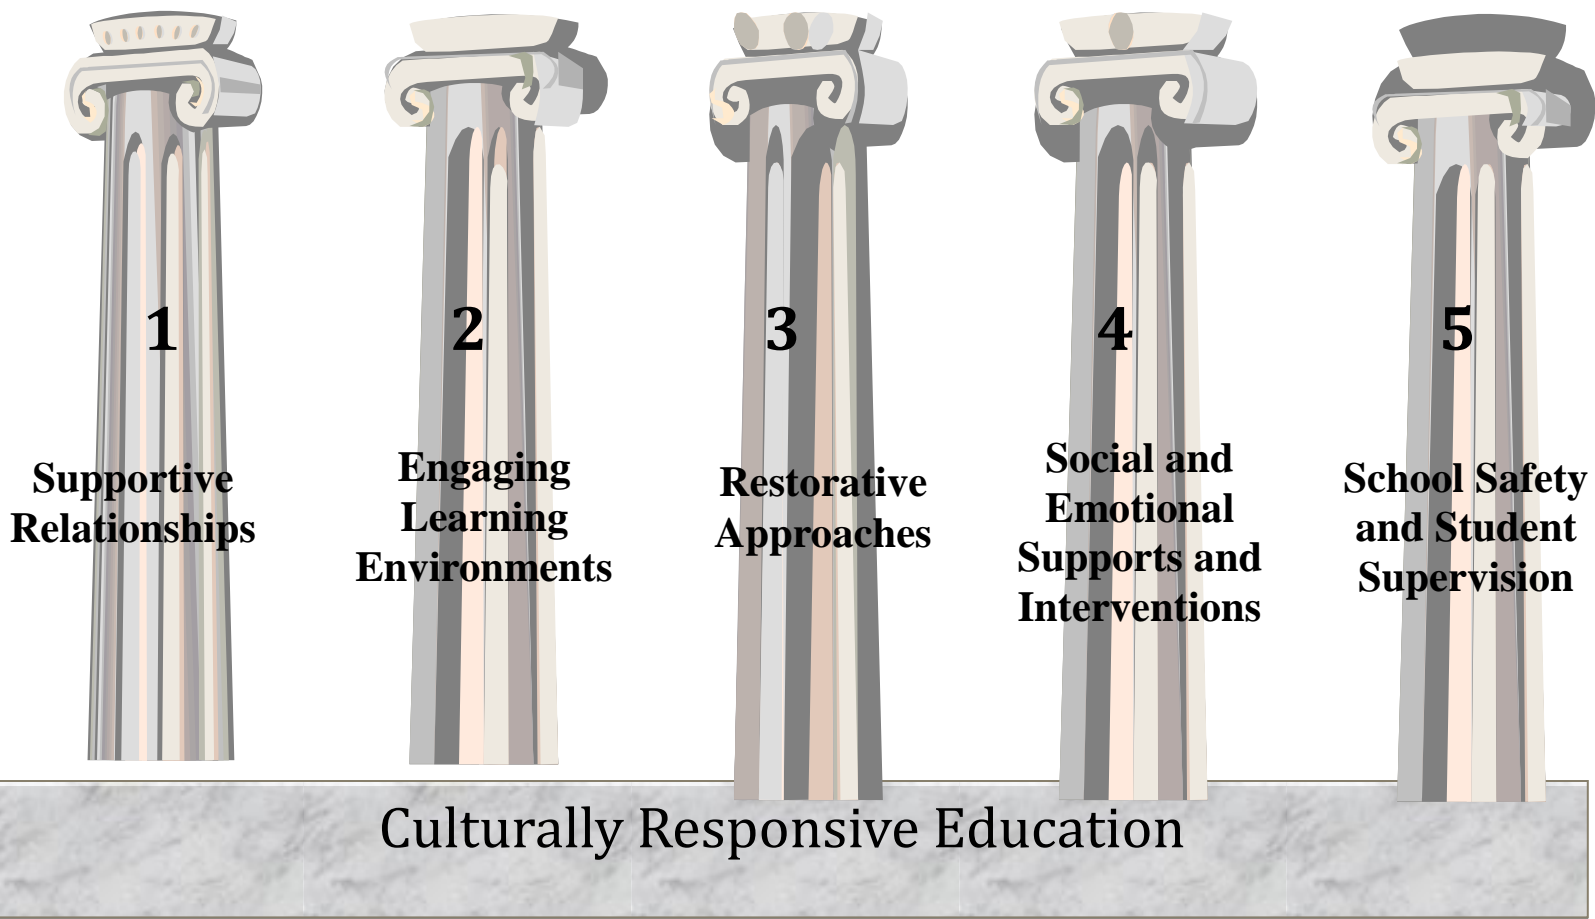 1
Supportive
Relationships
2
Engaging
Learning
Environments
3
Restorative
Approaches
4
Social and
Emotional
Supports and
Interventions
5
School Safety
and Student
Supervision
Culturally Responsive Education